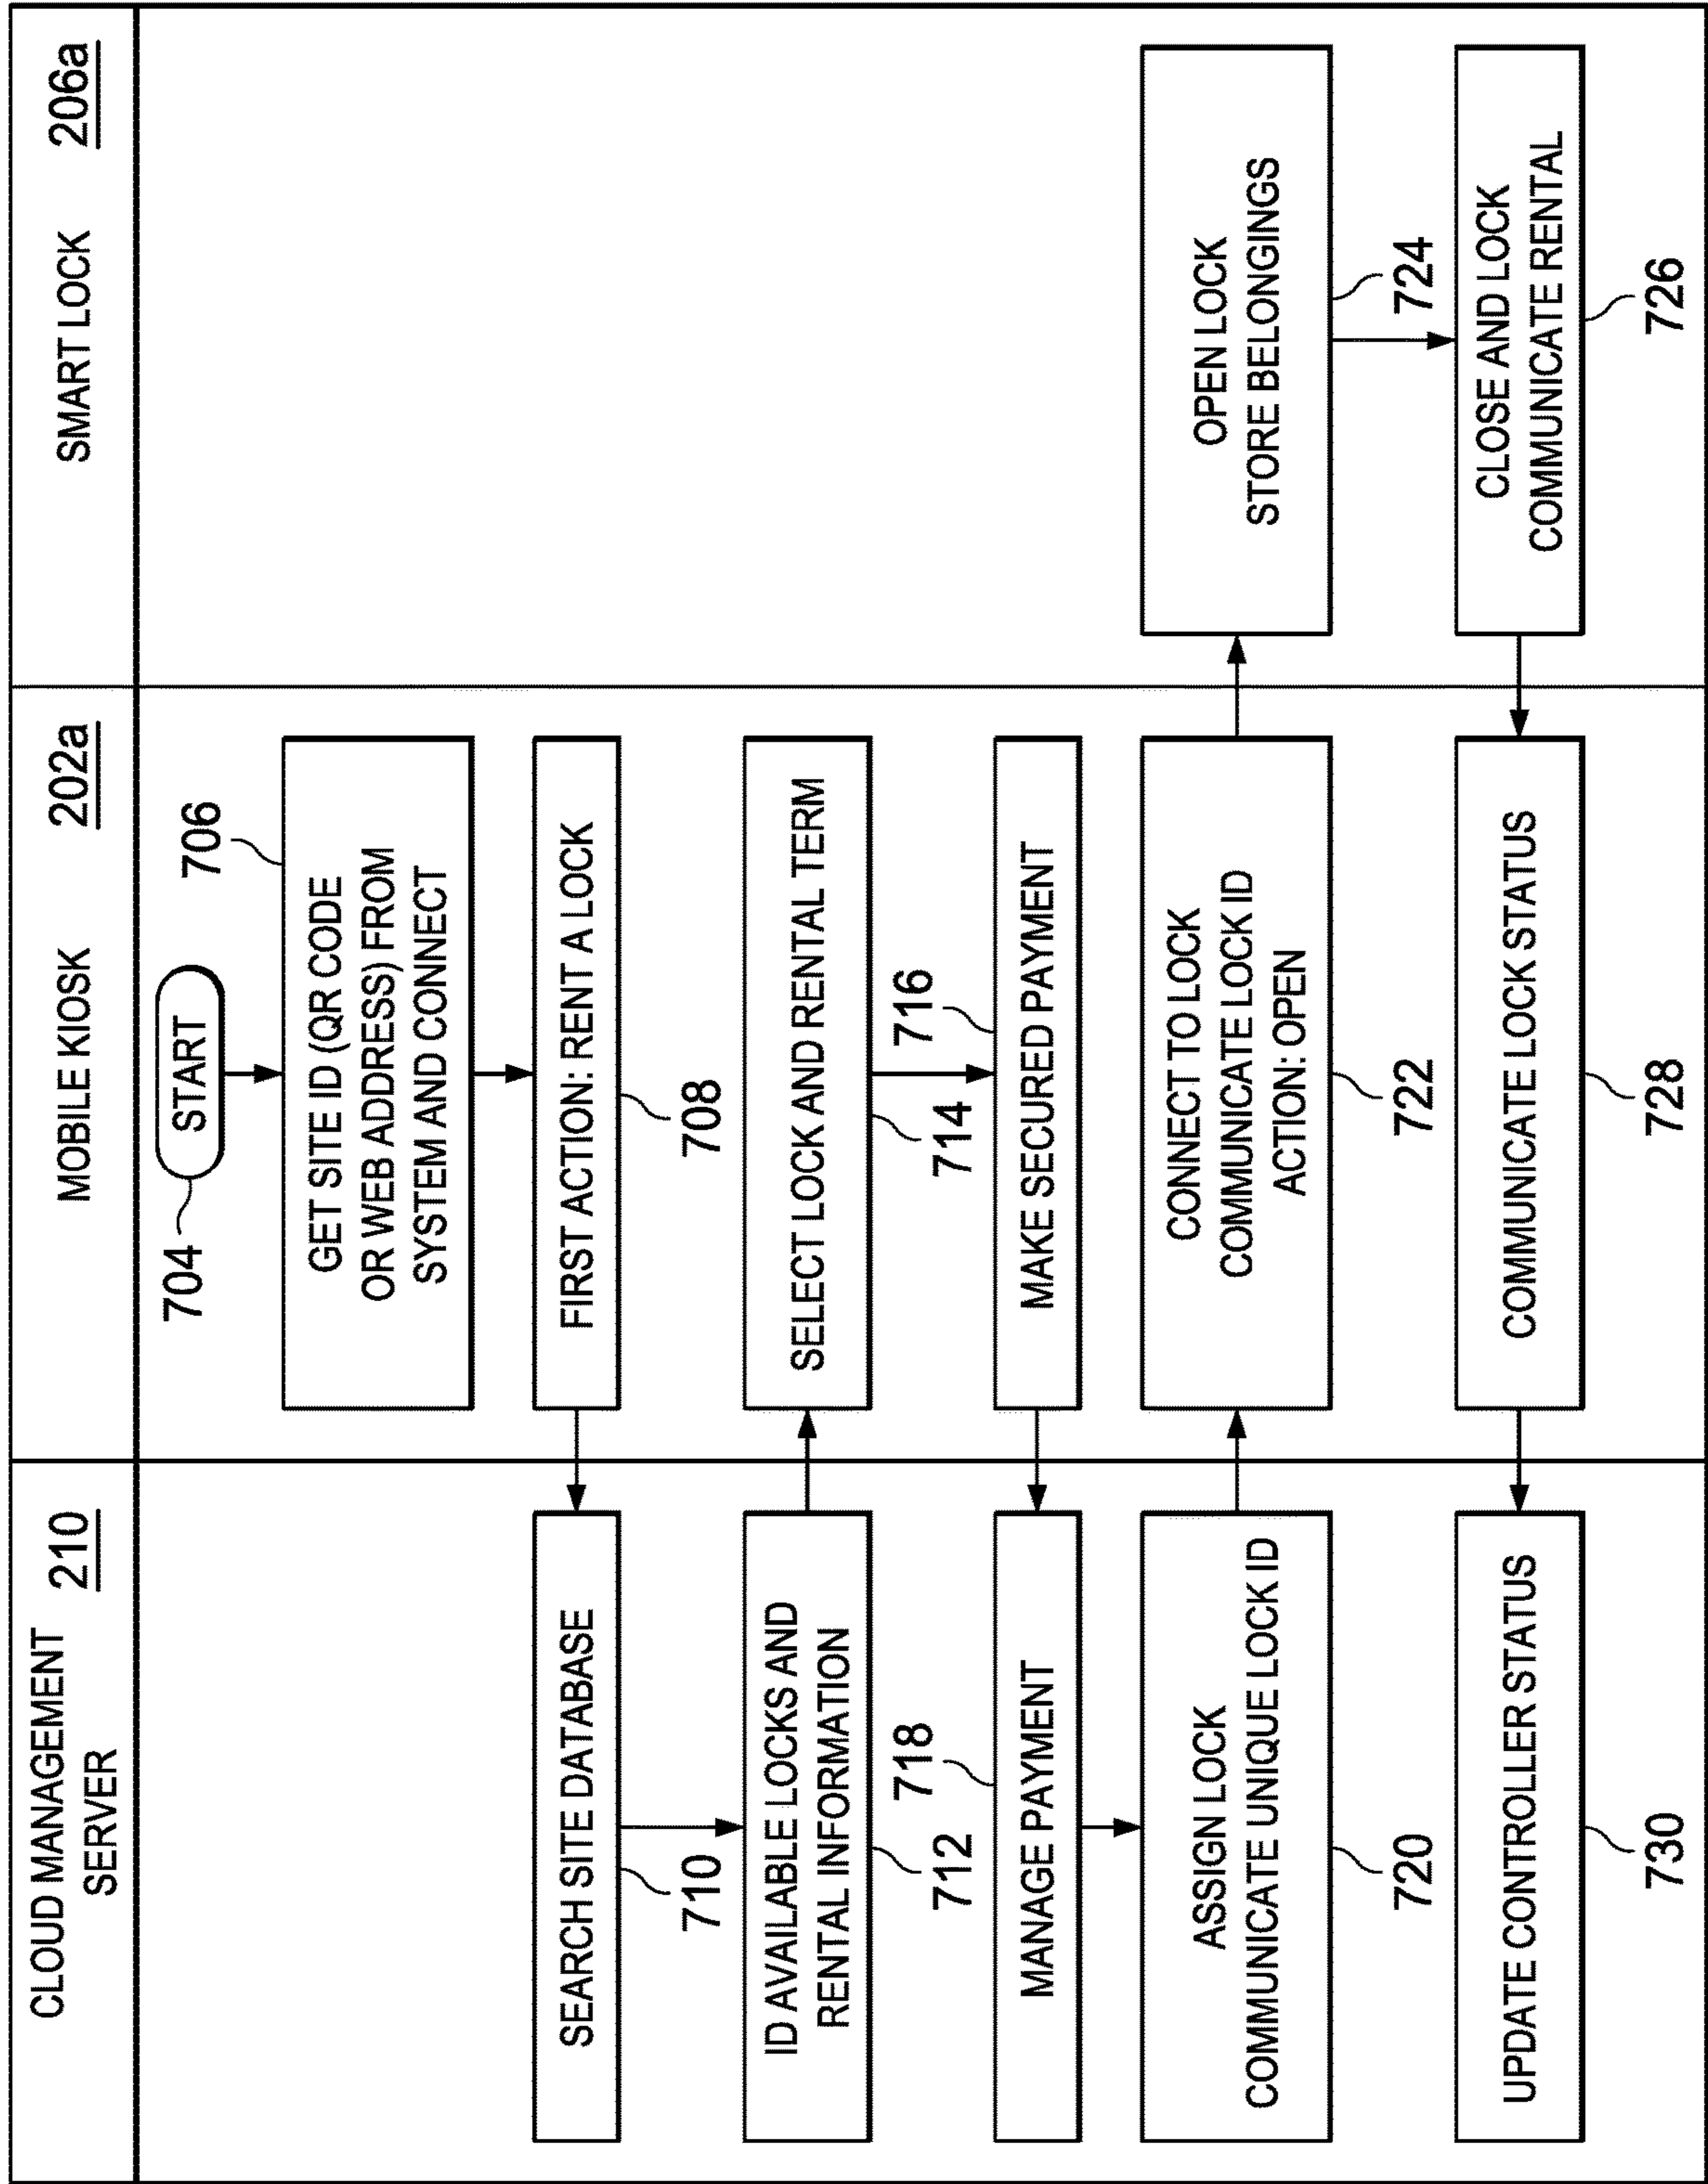 CLOUD MANAGEMENT
SERVER
210
MOBILE KIOSK
202a
SMART LOCK
206a
704
START
706
GET SITE ID (QR CODE
OR WEB ADDRESS) FROM
SYSTEM AND CONNECT
FIRST ACTION: RENT A LOCK
708
SEARCH SITE DATABASE
710
ID AVAILABLE LOCKS AND
RENTAL INFORMATION
712
SELECT LOCK AND RENTAL TERM
714
716
MAKE SECURED PAYMENT
718
MANAGE PAYMENT
ASSIGN LOCK
COMMUNICATE UNIQUE LOCK ID
720
CONNECT TO LOCK
COMMUNICATE LOCK ID
ACTION: OPEN
722
OPEN LOCK
STORE BELONGINGS
724
CLOSE AND LOCK
COMMUNICATE RENTAL
726
COMMUNICATE LOCK STATUS
728
UPDATE CONTROLLER STATUS
730